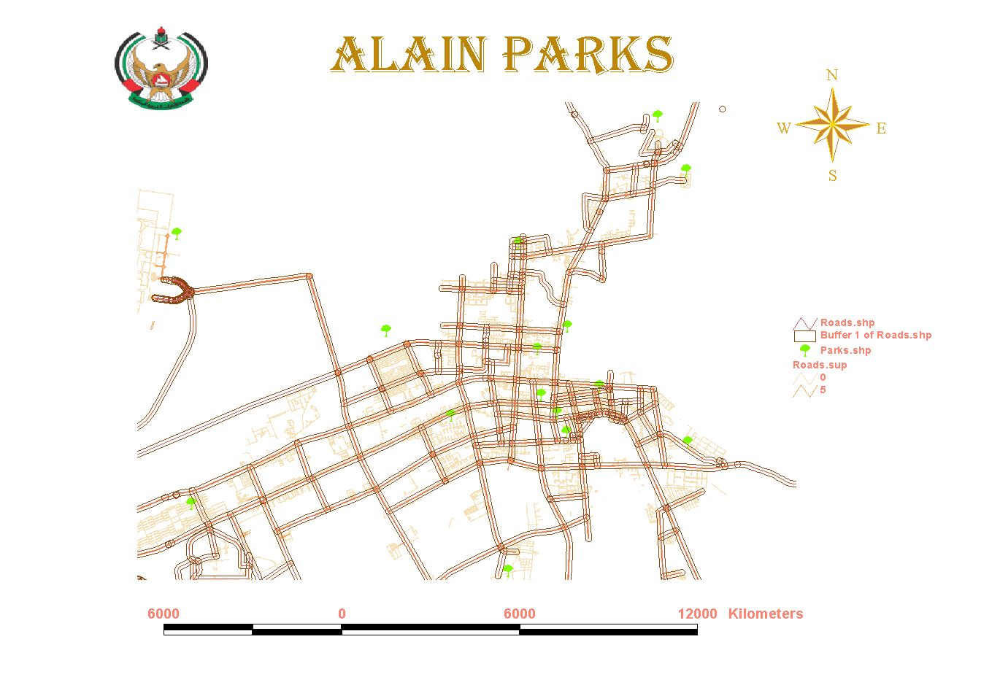 ALAIN PARKS
N
W E
S
Roads.shp
Buffer 1 of Roads.shp
Parks.shp
Roads.sup
0
5
6000 0 6000 12000 Kilometers